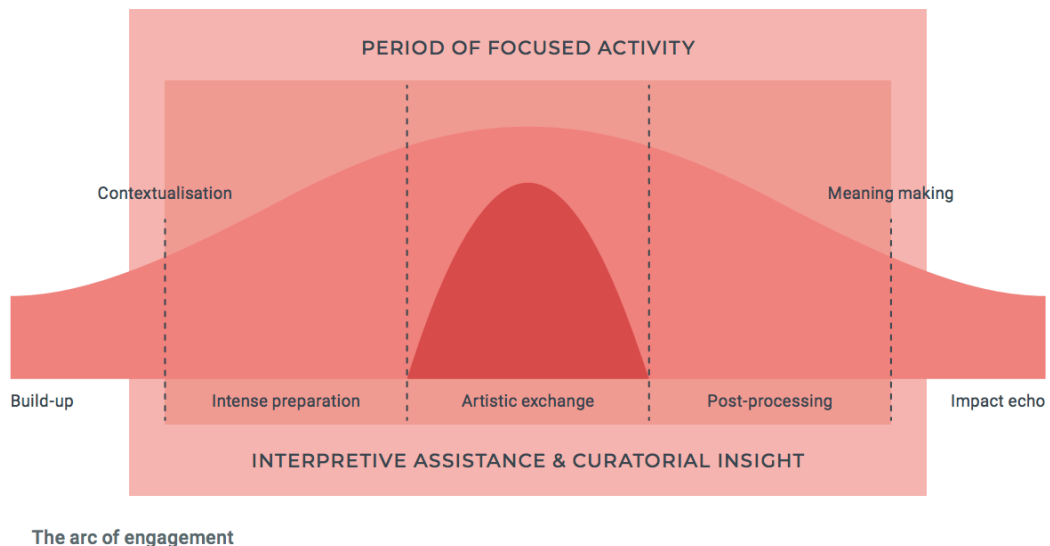 PERIOD OF FOCUSED ACTIVITY
Contextualisation
Meaning making
Build-up
Intense preparation
Artistic exchange
Post-processing
Impact echo
INTERPRETIVE ASSISTANCE & CURATORIAL INSIGHT
The arc of engagement